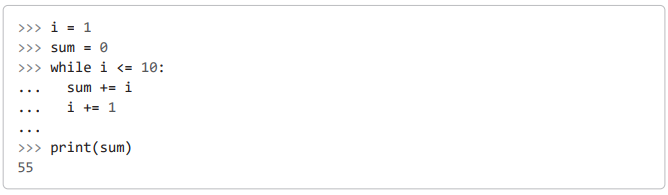 >>> i = 1
>>> sum = 0
>>> while i <= 10:
...   sum += i
...   i += 1
...
>>> print(sum)
55